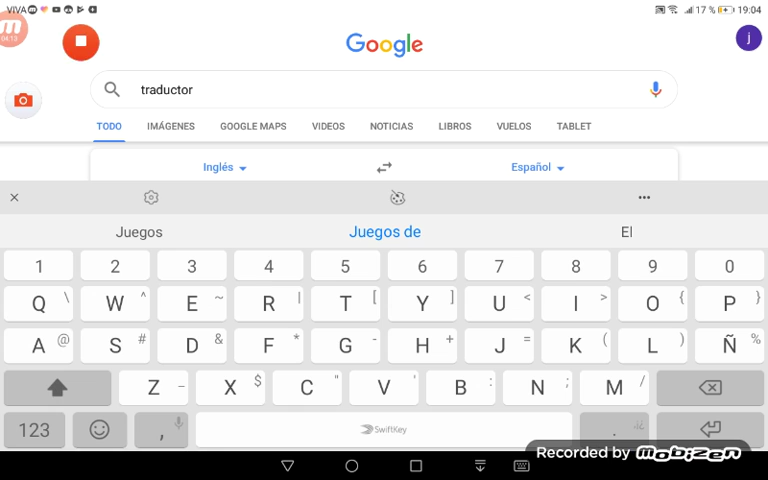 VIVA 17 % 19:04
04:13
Google
j
traductor
TODO IMÁGENES GOOGLE MAPS VIDEOS NOTICIAS LIBROS VUELOS TABLET
Inglés Español
Juegos Juegos de El
1 2 3 4 5 6 7 8 9 0
Q \ W ^ E ~ R | T [ Y ] U < I > O { P }
A @ S # D & F * G - H + J = K ( L ) Ñ %
Z _ X $ C " V ' B : N ; M /
123 , SwiftKey .
Recorded by mobizen